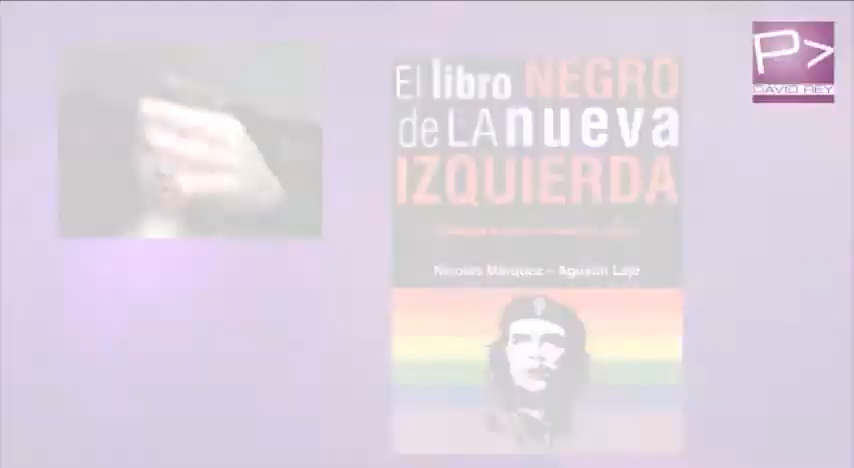 El libro NEGRO
de LA nueva
IZQUIERDA
Nicolás Márquez - Agustín Laje
P>
DAVID REY